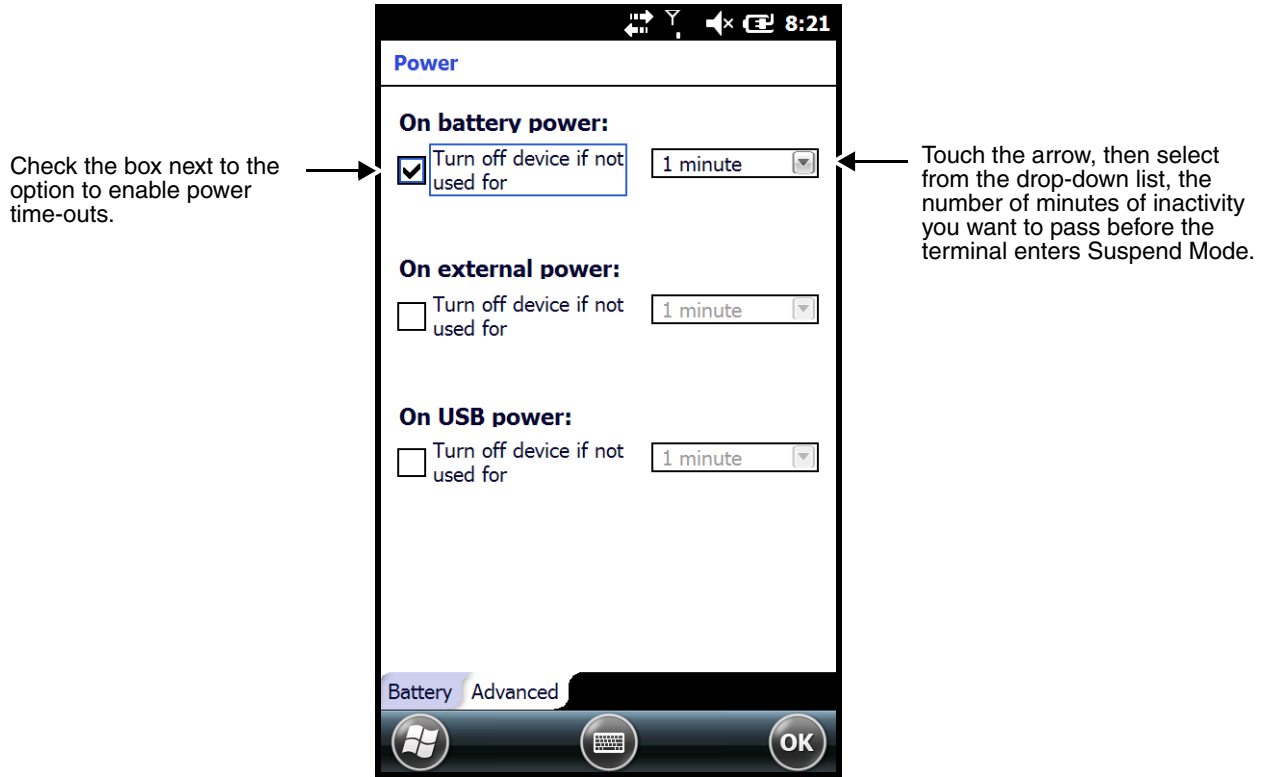 8:21
Power
On battery power:
Check the box next to the
option to enable power
time-outs.
Turn off device if not
used for
1 minute
Touch the arrow, then select
from the drop-down list, the
number of minutes of inactivity
you want to pass before the
terminal enters Suspend Mode.
On external power:
Turn off device if not
used for
1 minute
On USB power:
Turn off device if not
used for
1 minute
Battery Advanced
OK